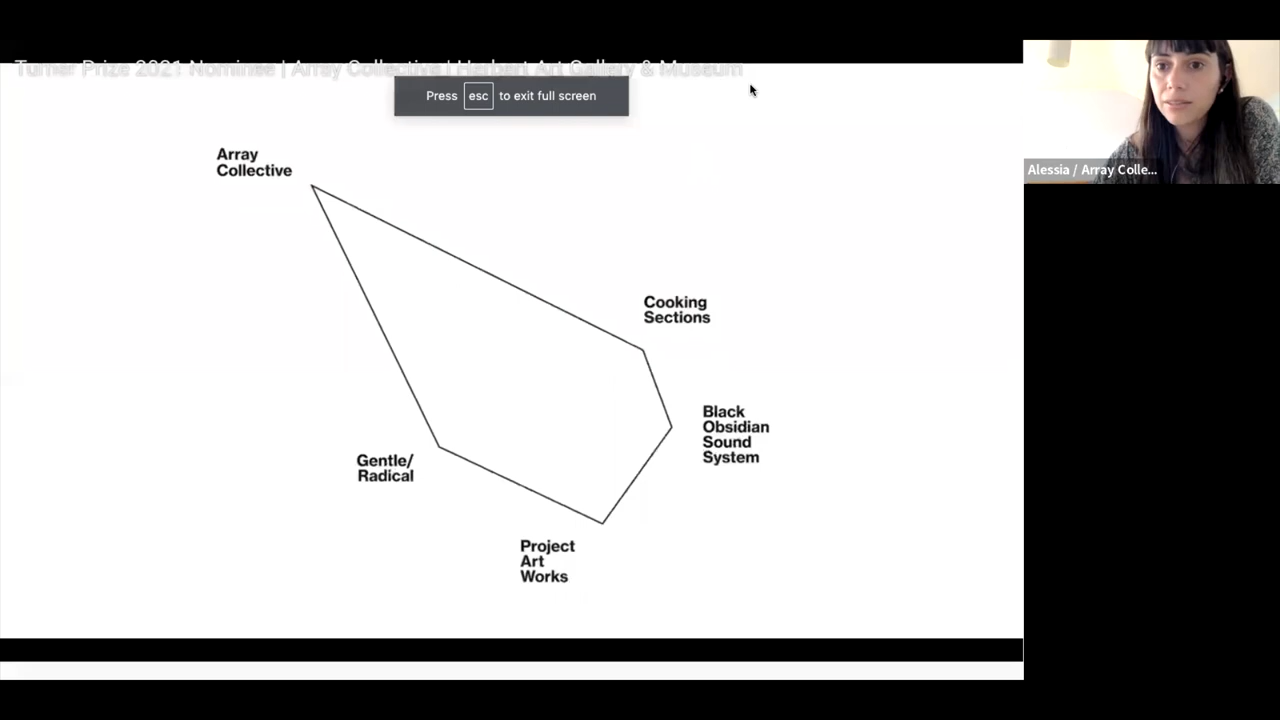 Turner Prize 2021 Nominee | Array Collective | Herbert Art Gallery & Museum
Press esc to exit full screen
Array
Collective
Cooking
Sections
Black
Obsidian
Sound
System
Gentle/
Radical
Project
Art
Works
Alessia / Array Colle...